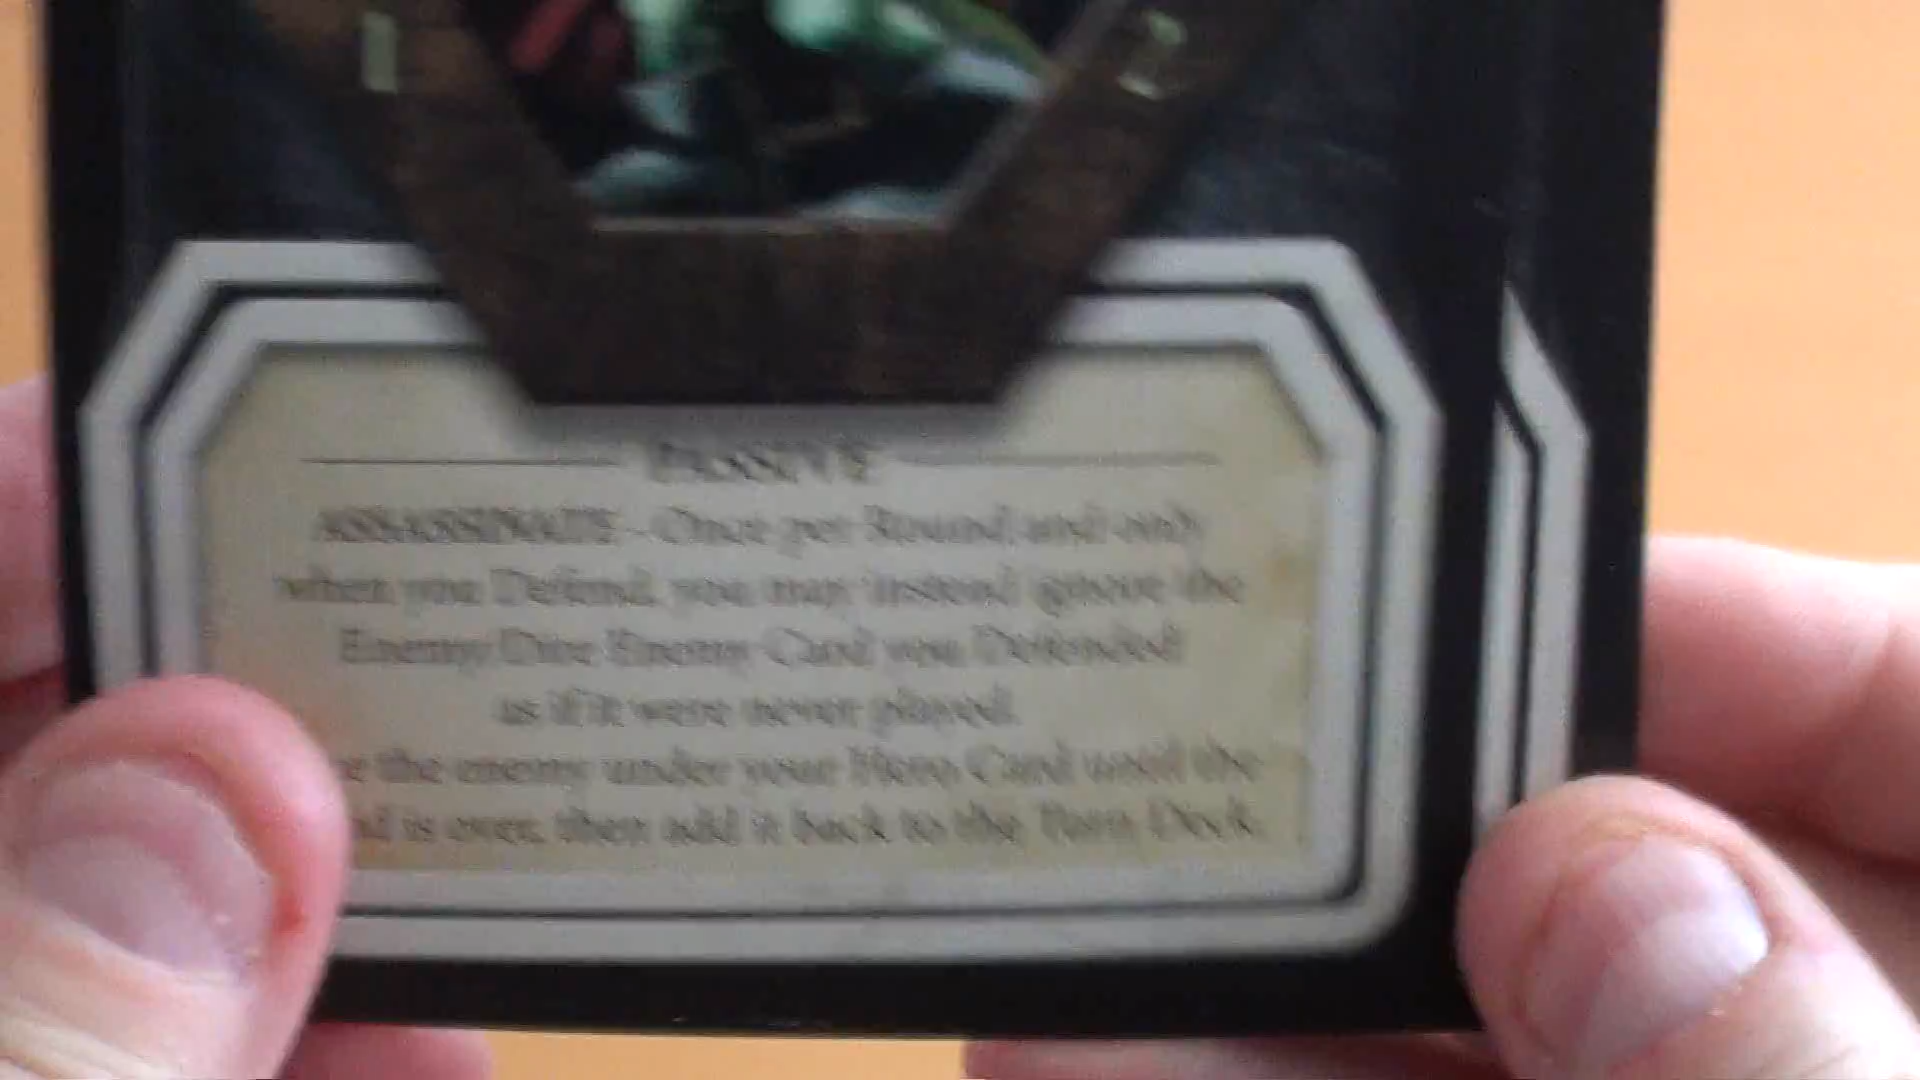 PASSIVE
ASSASSINATE - Once per Round and only
when you Defend, you may instead ignore the
Enemy Dice Enemy Card you Defended
as if it were never played.
the enemy under your Hero Card until the
is over, then add it back to the Turn Deck.